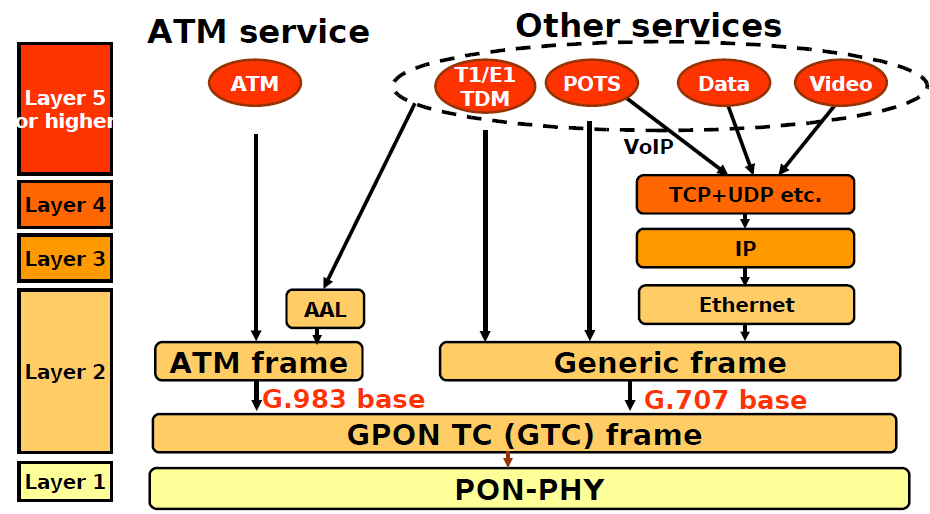 ATM service
Other services
Layer 5
or higher
ATM
T1/E1
TDM
POTS
Data
Video
VoIP
Layer 4
TCP+UDP etc.
Layer 3
IP
Layer 2
AAL
Ethernet
ATM frame
Generic frame
G.983 base
G.707 base
GPON TC (GTC) frame
Layer 1
PON-PHY